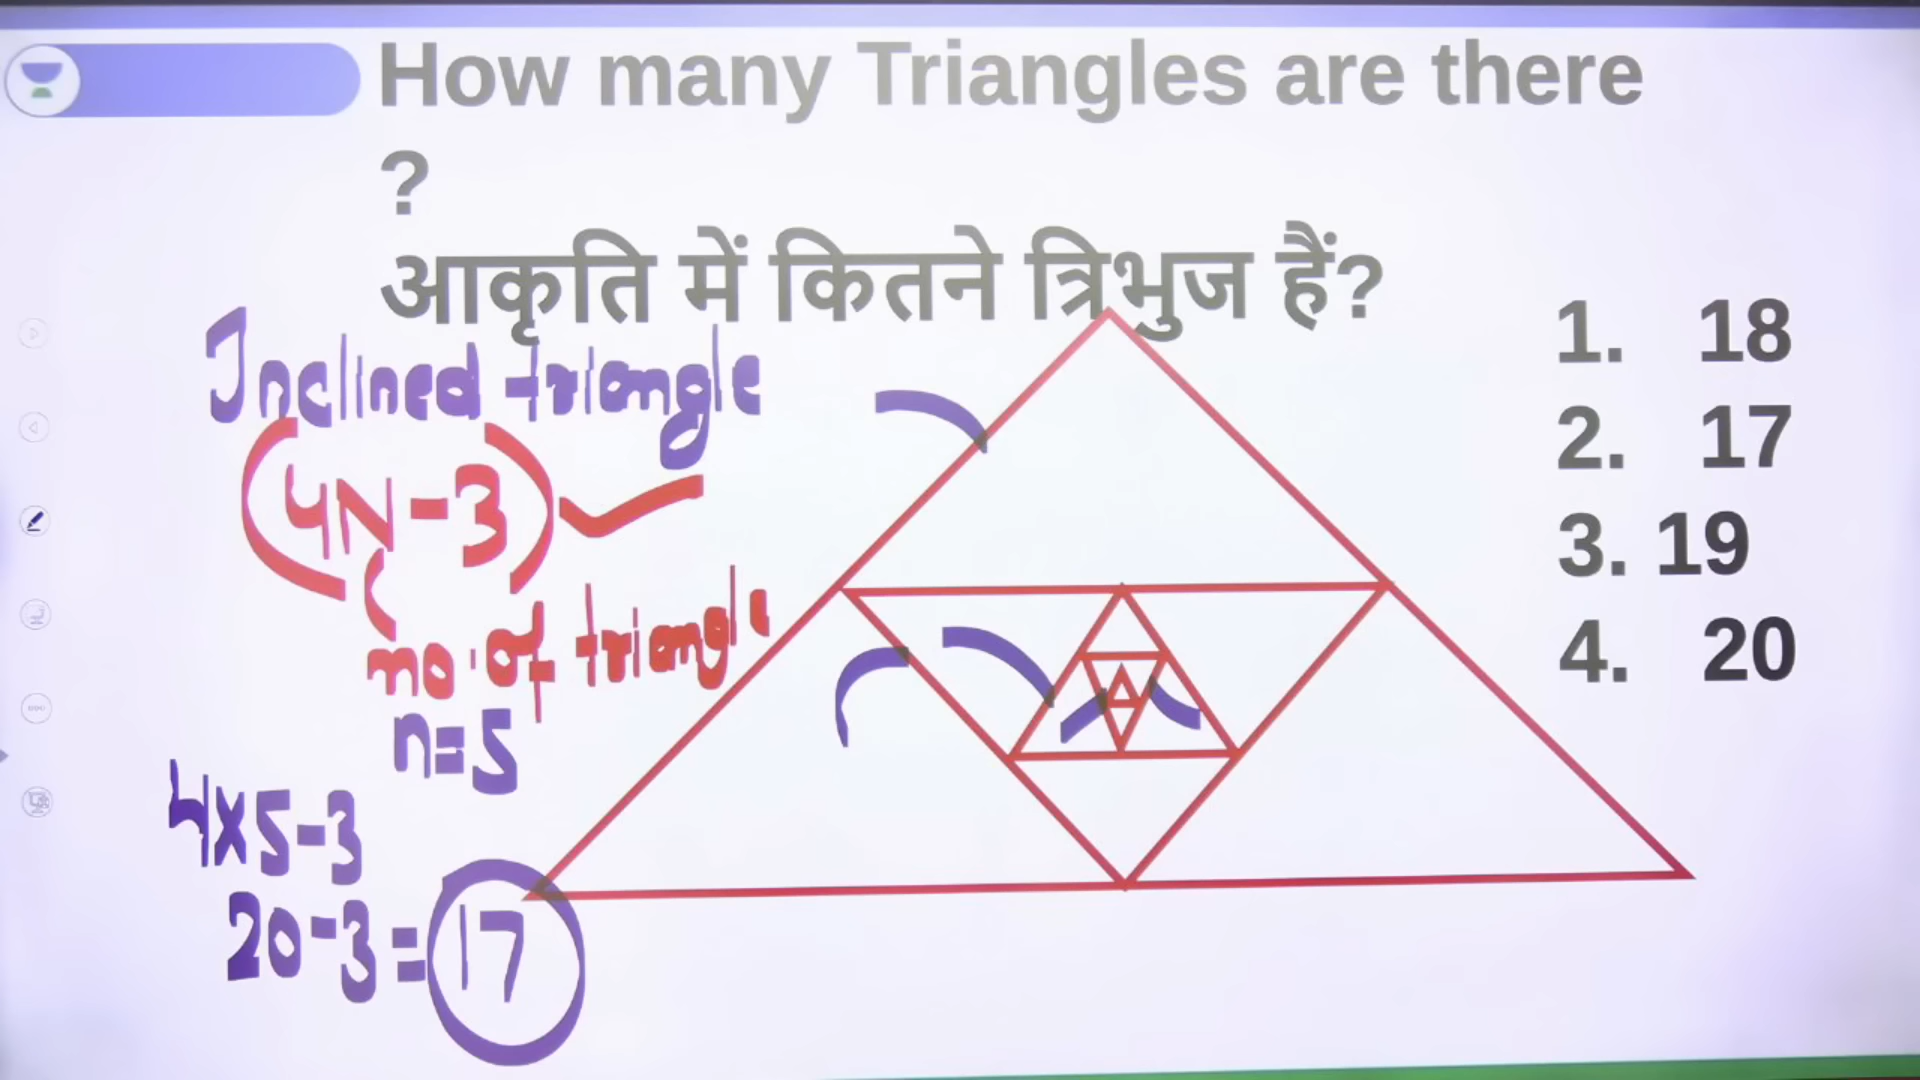 How many Triangles are there
?
आकृति में कितने त्रिभुज हैं?
Inclined triangle
(4N-3)
no. of triangle
n=5
4x5-3
20-3=17
1. 18
2. 17
3. 19
4. 20